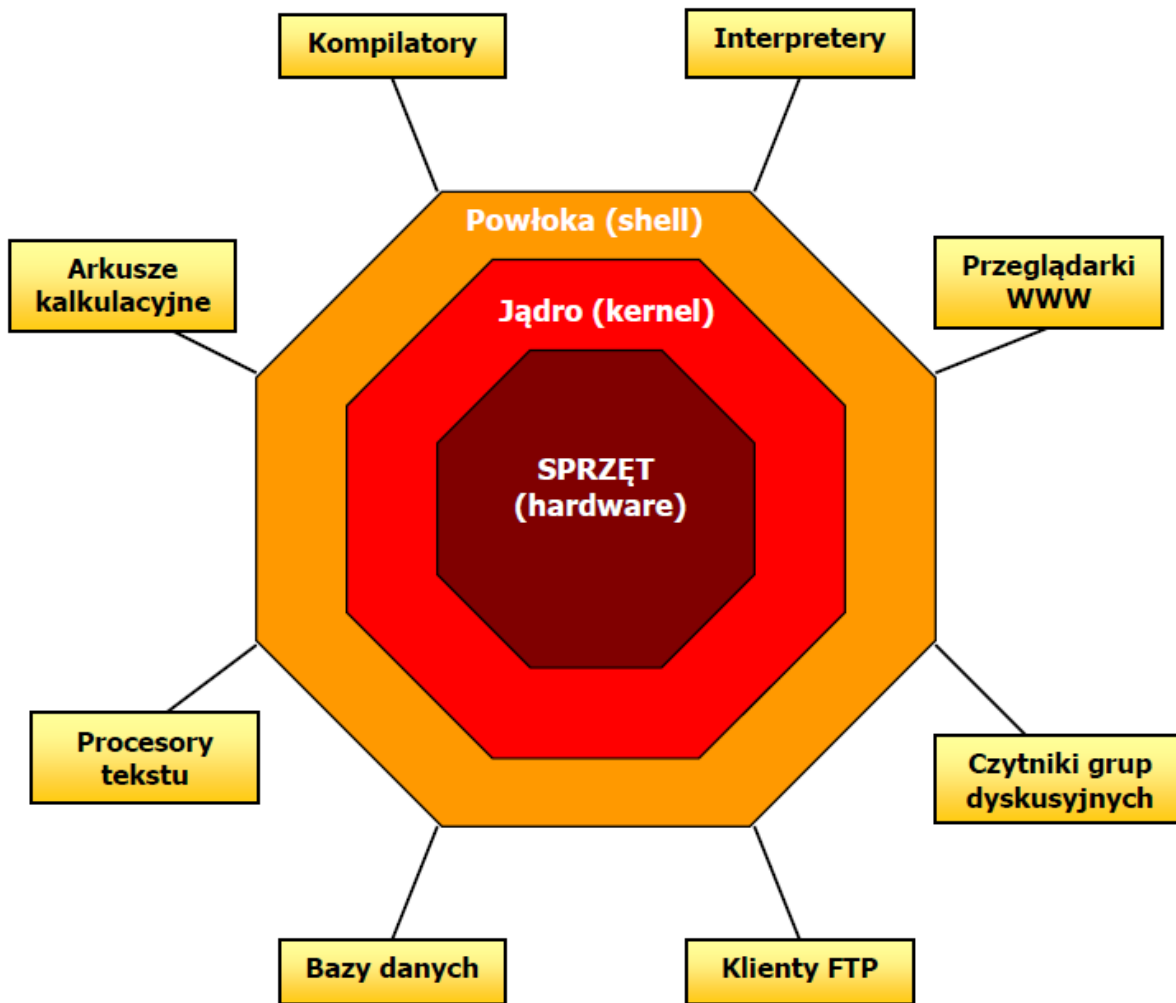 Kompilatory
Interpretery
Powłoka (shell)
Arkusze
kalkulacyjne
Przeglądarki
WWW
Jądro (kernel)
SPRZĘT
(hardware)
Procesory
tekstu
Czytniki grup
dyskusyjnych
Bazy danych
Klienty FTP